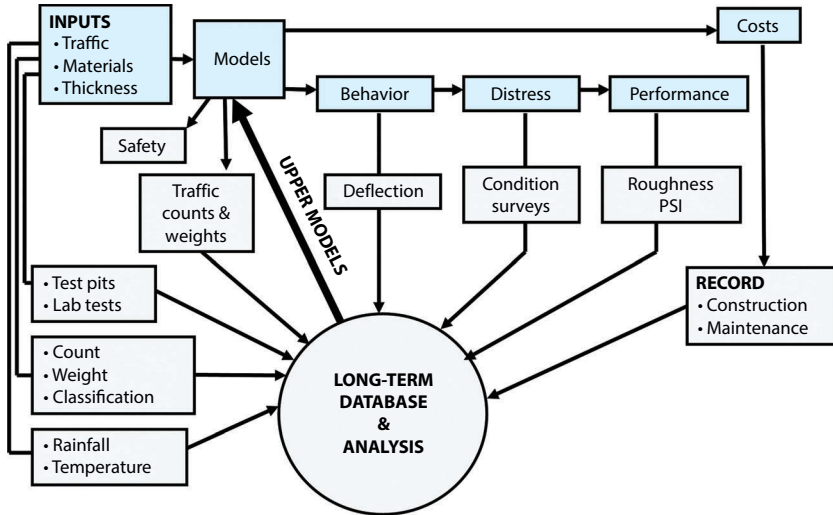 INPUTS
• Traffic
• Materials
• Thickness
Models
Costs
Behavior
Distress
Performance
Safety
Traffic
counts &
weights
UPPER MODELS
Deflection
Condition
surveys
Roughness
PSI
• Test pits
• Lab tests
RECORD
• Construction
• Maintenance
• Count
• Weight
• Classification
LONG-TERM
DATABASE
&
ANALYSIS
• Rainfall
• Temperature